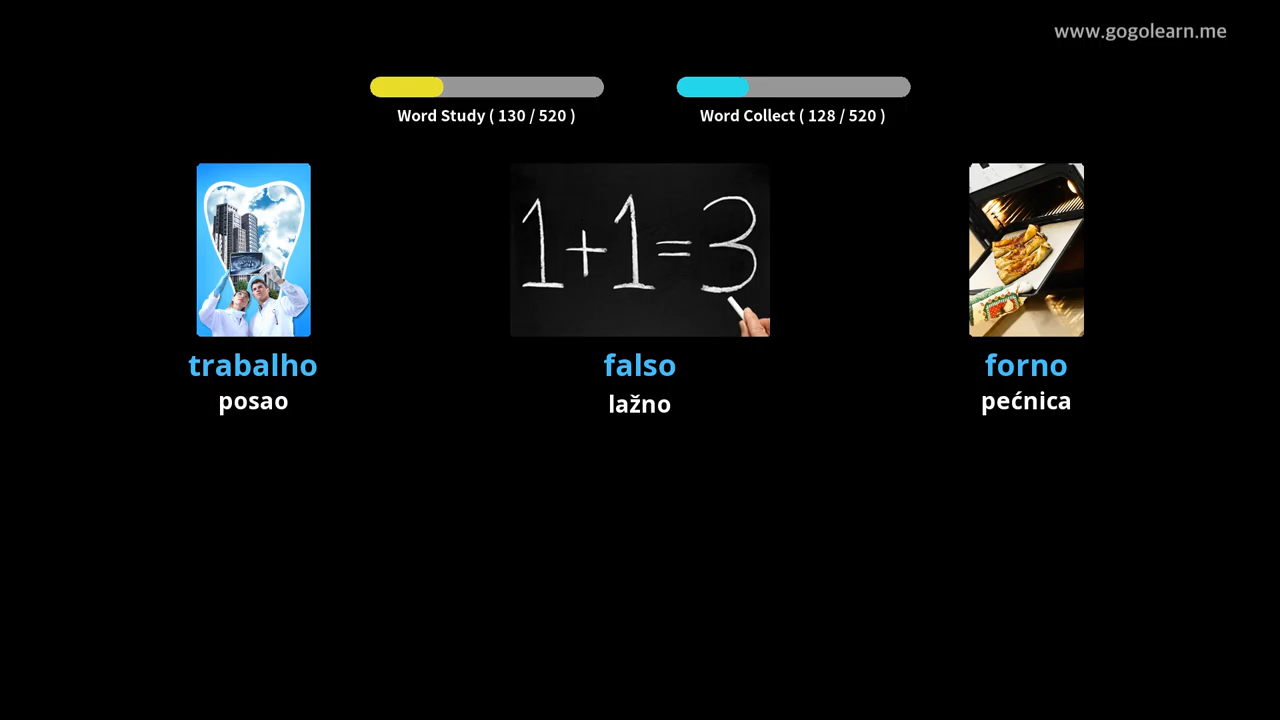 www.gogolearn.me
Word Study ( 130 / 520 )
Word Collect ( 128 / 520 )
1+1=3
trabalho
falso
forno
posao
lažno
pećnica